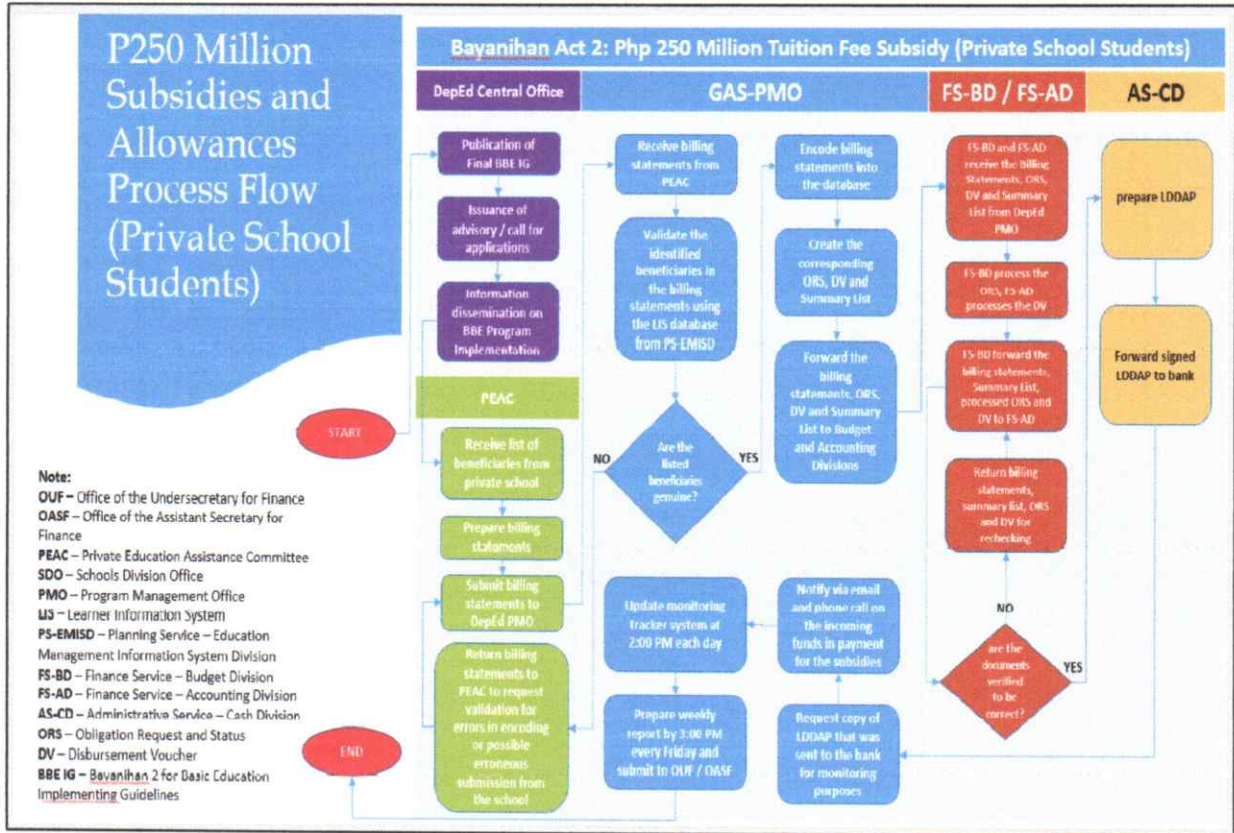 P250 Million
Subsidies and
Allowances
Process Flow
(Private School
Students)
Bayanihan Act 2: Php 250 Million Tuition Fee Subsidy (Private School Students)
DepEd Central Office
GAS-PMO
FS-BD / FS-AD
AS-CD
Publication of
Final BBE IG
Issuance of
advisory / call for
applications
Information
dissemination on
BBE Program
Implementation
PEAC
Receive list of
beneficiaries from
private school
Prepare billing
statements
Submit billing
statements to
DepEd PMO
Return billing
statements to
PEAC to request
validation for
errors in encoding
or possible
erroneous
submission from
the school
Receive billing
statements from
PEAC
Validate the
identified
beneficiaries in
the billing
statements using
the LIS database
from PS-EMISD
NO
Are the
listed
beneficiaries
genuine?
YES
Encode billing
statements into
the database
Create the
corresponding
ORS, DV and
Summary List
Forward the
billing
statements, ORS,
DV and Summary
List to Budget and
Accounting
Divisions
FS-BD and FS-AD
receive the Billing
Statements, ORS,
DV and Summary
List from DepEd
PMO
FS-BD process the
ORS, FS-AD
processes the DV
FS-BD forward the
billing statements,
Summary List,
processed ORS and
DV to FS-AD
Return billing
statements,
summary list, ORS
and DV for
rechecking
NO
are the
documents
verified
to be
correct?
YES
prepare LDDAP
Forward signed
LDDAP to bank
Request copy of
LDDAP that was
sent to the bank
for monitoring
purposes
Notify via email
and phone call on
the incoming
funds in payment
for the subsidies
Update monitoring
tracker system at
2:00 PM each day
Prepare weekly
report by 3:00 PM
every Friday and
submit to OUF / OASF
START
END
Note:
OUF – Office of the Undersecretary for Finance
OASF – Office of the Assistant Secretary for
Finance
PEAC – Private Education Assistance Committee
SDO – Schools Division Office
PMO – Program Management Office
LIS – Learner Information System
PS-EMISD – Planning Service – Education
Management Information System Division
FS-BD – Finance Service – Budget Division
FS-AD – Finance Service – Accounting Division
AS-CD – Administrative Service – Cash Division
ORS – Obligation Request and Status
DV – Disbursement Voucher
BBE IG – Bayanihan 2 for Basic Education
Implementing Guidelines